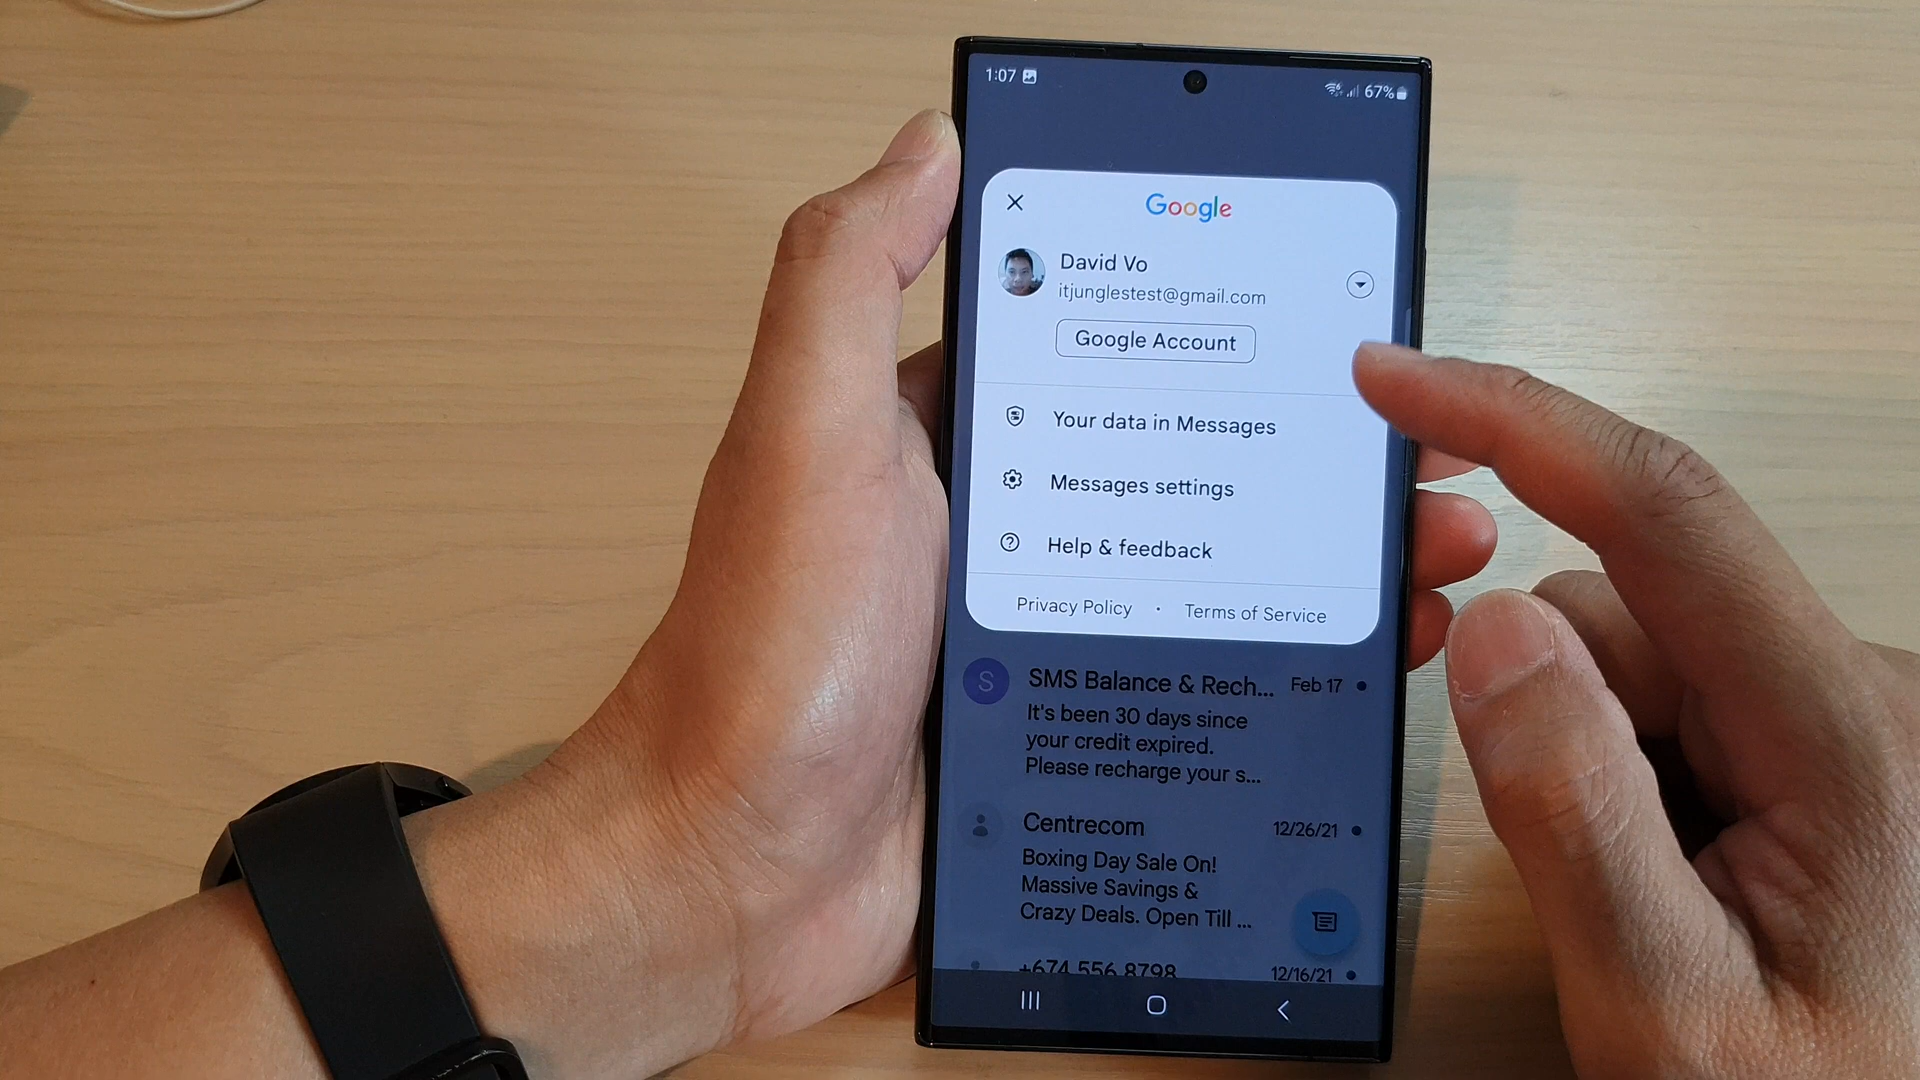 1:07
67%
Google
David Vo
itjunglestest@gmail.com
Google Account
Your data in Messages
Messages settings
Help & feedback
Privacy Policy · Terms of Service
S
SMS Balance & Rech... Feb 17
It's been 30 days since
your credit expired.
Please recharge your s...
Centrecom 12/26/21
Boxing Day Sale On!
Massive Savings &
Crazy Deals. Open Till ...
+674 556 8798 12/16/21